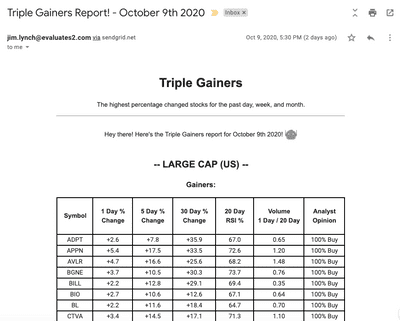 Triple Gainers Report! - October 9th 2020 Inbox ×
jim.lynch@evaluates2.com via sendgrid.net Oct 9, 2020, 5:30 PM (2 days ago)
to me
Triple Gainers
The highest percentage changed stocks for the past day, week, and month.
Hey there! Here's the Triple Gainers report for October 9th 2020!
-- LARGE CAP (US) --
Gainers:
Symbol 1 Day % Change 5 Day % Change 30 Day % Change 20 Day RSI % Volume 1 Day / 20 Day Analyst Opinion
ADPT +2.6 +7.8 +35.9 67.0 0.65 100% Buy
APPN +5.4 +17.5 +33.5 72.6 1.20 100% Buy
AVLR +4.7 +16.6 +25.6 68.2 1.48 100% Buy
BGNE +3.7 +10.5 +30.3 73.7 0.76 100% Buy
BILL +2.2 +12.8 +29.1 69.4 0.35 100% Buy
BIO +2.7 +10.6 +12.6 67.1 0.64 100% Buy
BL +2.2 +11.6 +18.4 64.7 0.70 100% Buy
CTVA +3.4 +14.5 +17.1 71.3 1.10 100% Buy